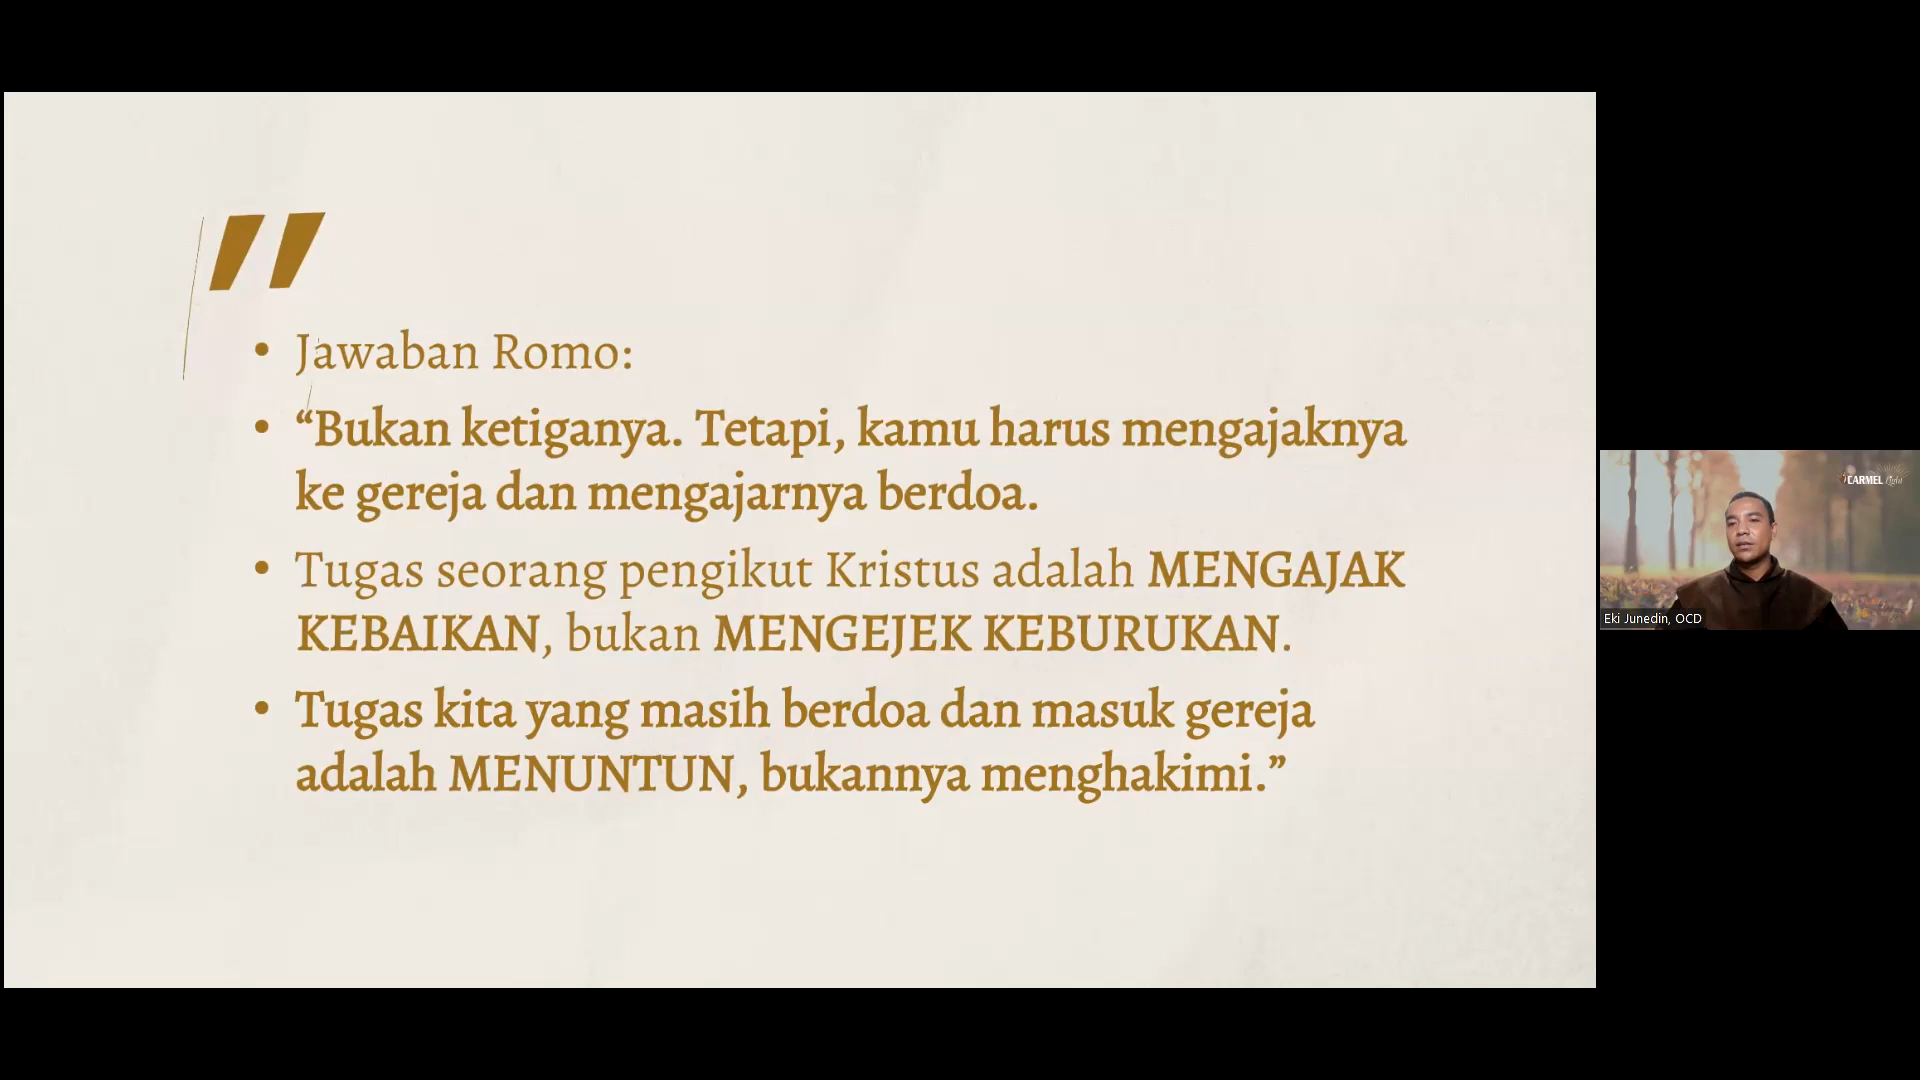 "
• Jawaban Romo:
• “Bukan ketiganya. Tetapi, kamu harus mengajaknya
ke gereja dan mengajarnya berdoa.
• Tugas seorang pengikut Kristus adalah MENGAJAK
KEBAIKAN, bukan MENGEJEK KEBURUKAN.
• Tugas kita yang masih berdoa dan masuk gereja
adalah MENUNTUN, bukannya menghakimi.”
CARMEL Light
Eki Junedin, OCD